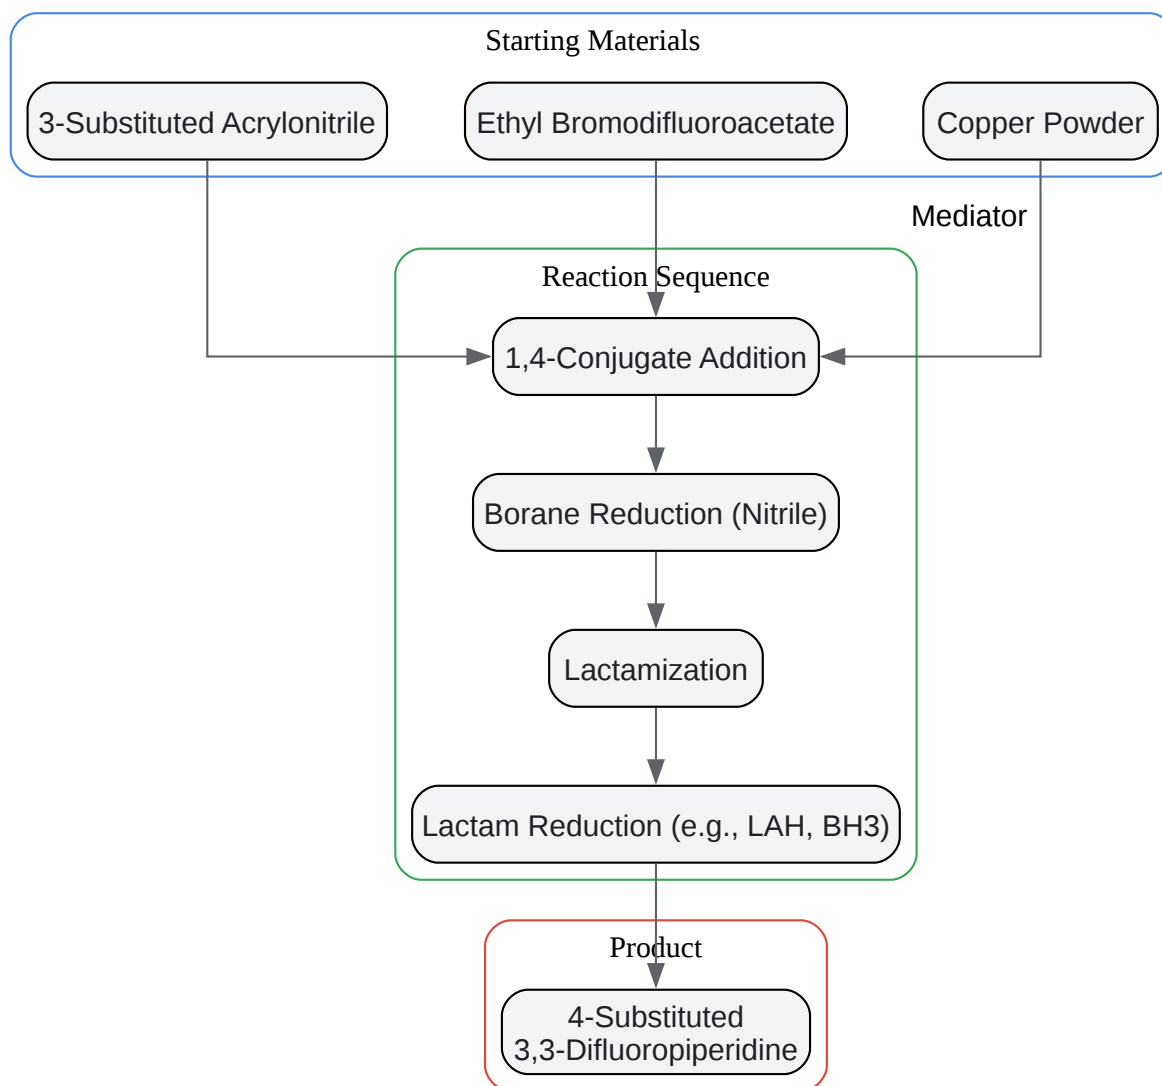 Starting Materials
3-Substituted Acrylonitrile
Ethyl Bromodifluoroacetate
Copper Powder
Mediator
Reaction Sequence
1,4-Conjugate Addition
Borane Reduction (Nitrile)
Lactamization
Lactam Reduction (e.g., LAH, BH3)
Product
4-Substituted
3,3-Difluoropiperidine